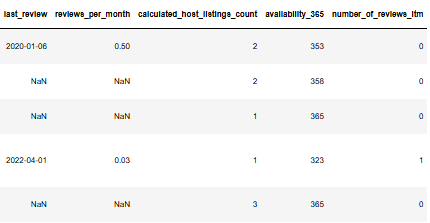 last_review reviews_per_month calculated_host_listings_count availability_365 number_of_reviews_ltm
2020-01-06 0.50 2 353 0
NaN NaN 2 358 0
NaN NaN 1 365 0
2022-04-01 0.03 1 323 1
NaN NaN 3 365 0